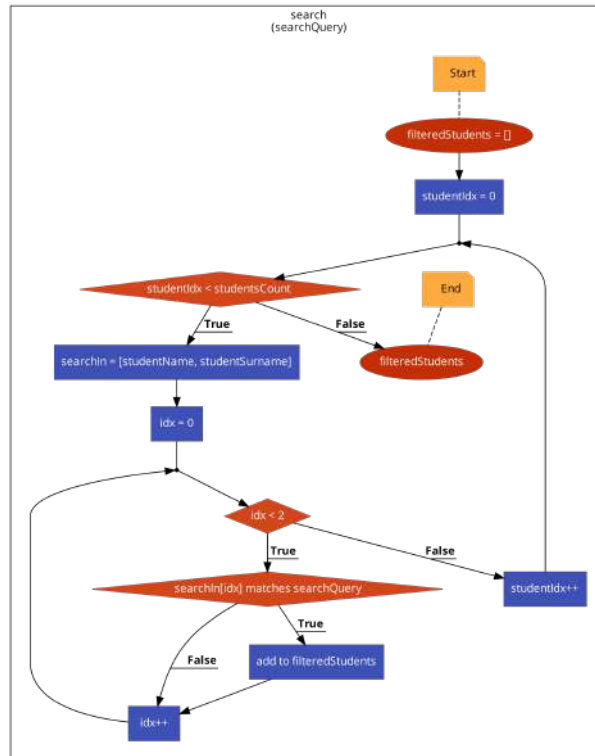 search
(searchQuery)
Start
filteredStudents = []
studentIdx = 0
studentIdx < studentsCount
End
True
False
searchIn = [studentName, studentSurname]
filteredStudents
idx = 0
idx < 2
True
False
searchIn[idx] matches searchQuery
studentIdx++
True
False
add to filteredStudents
idx++